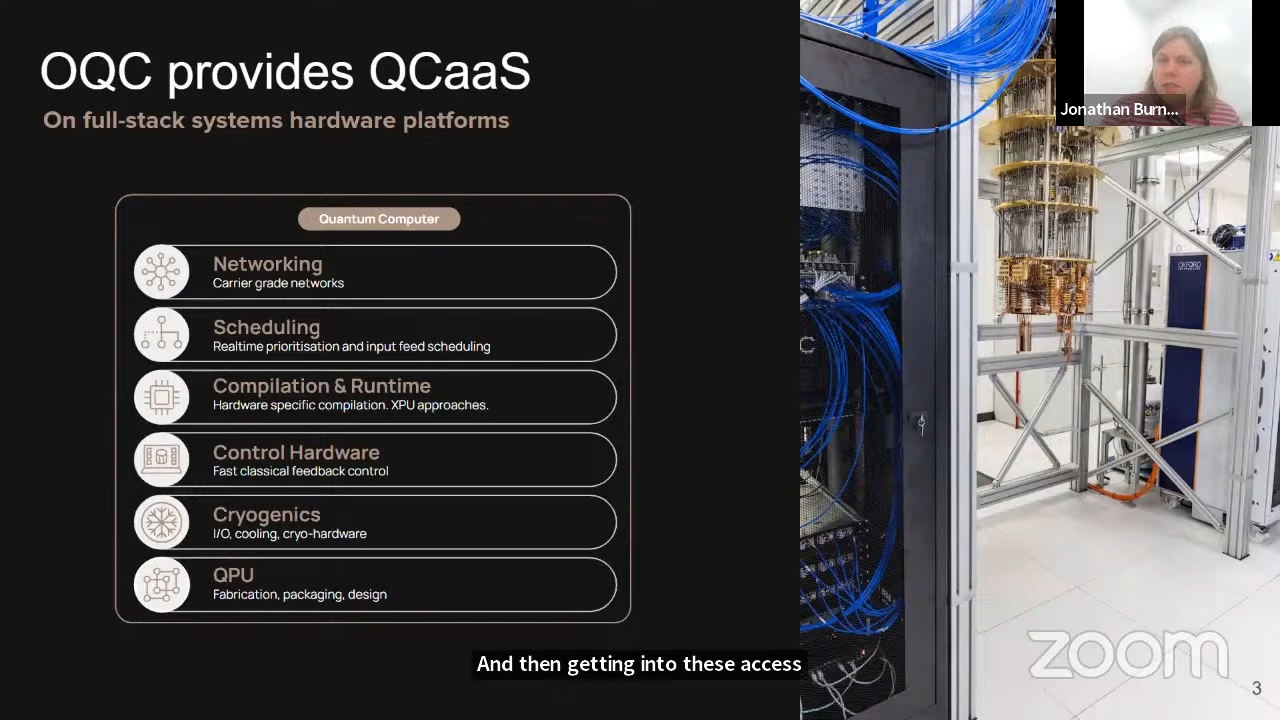 OQC provides QCaaS
On full-stack systems hardware platforms
Quantum Computer
Networking
Carrier grade networks
Scheduling
Realtime prioritisation and input feed scheduling
Compilation & Runtime
Hardware specific compilation. XPU approaches.
Control Hardware
Fast classical feedback control
Cryogenics
I/O, cooling, cryo-hardware
QPU
Fabrication, packaging, design
Jonathan Burn...
OXFORD
And then getting into these access
zoom
3